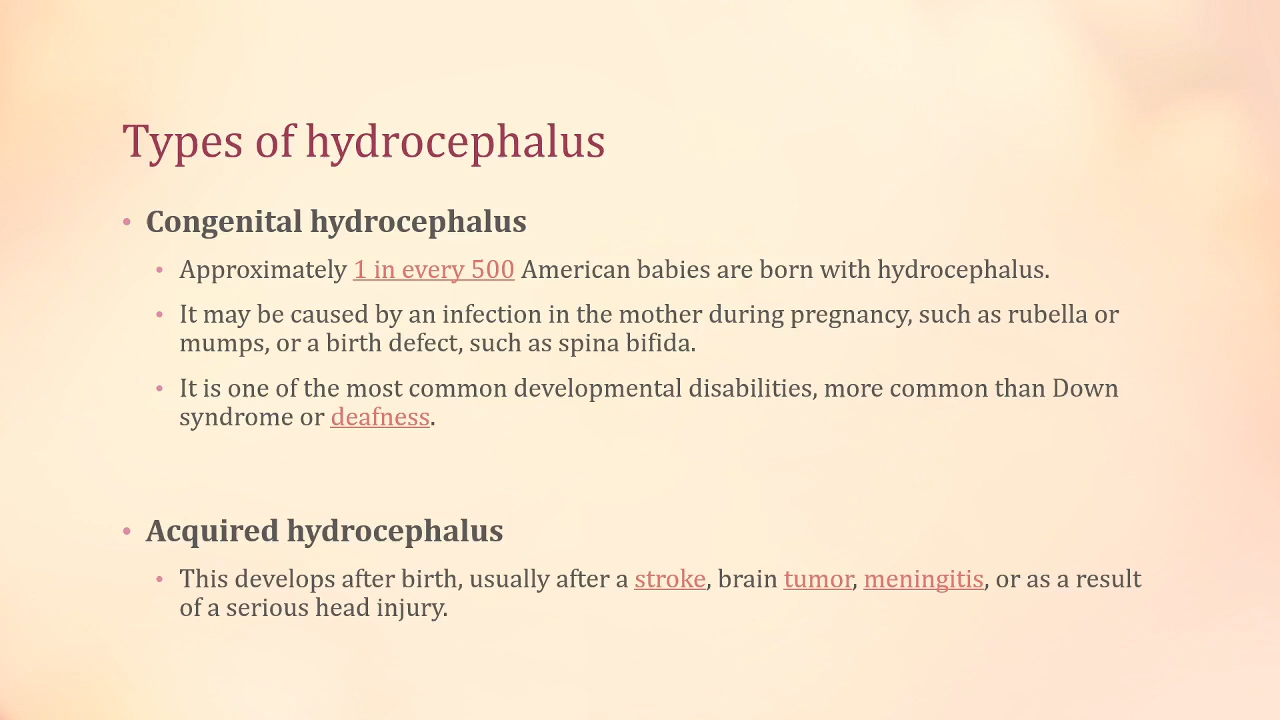 Types of hydrocephalus
• Congenital hydrocephalus
• Approximately 1 in every 500 American babies are born with hydrocephalus.
• It may be caused by an infection in the mother during pregnancy, such as rubella or
mumps, or a birth defect, such as spina bifida.
• It is one of the most common developmental disabilities, more common than Down
syndrome or deafness.
• Acquired hydrocephalus
• This develops after birth, usually after a stroke, brain tumor, meningitis, or as a result
of a serious head injury.